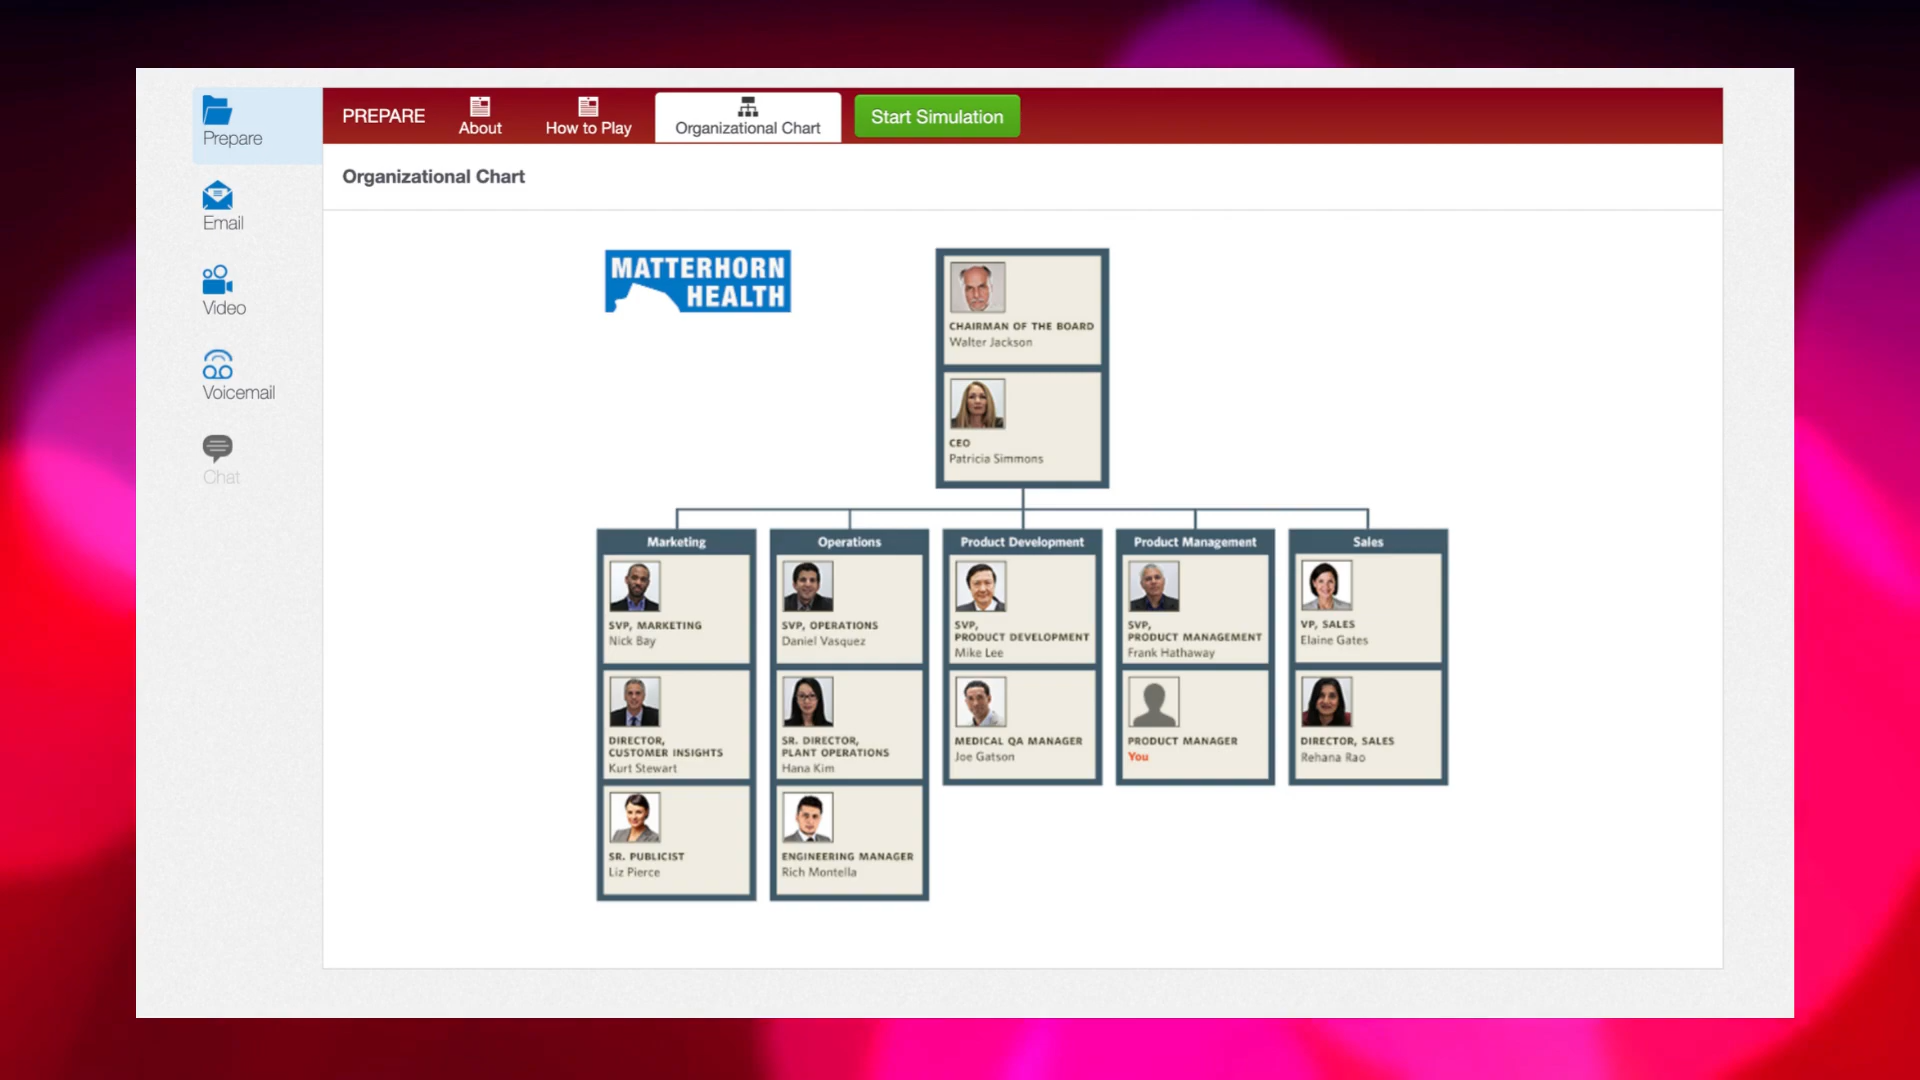 Prepare
Email
Video
Voicemail
Chat
PREPARE
About
How to Play
Organizational Chart
Start Simulation
Organizational Chart
MATTERHORN
HEALTH
CHAIRMAN OF THE BOARD
Walter Jackson
CEO
Patricia Simmons
Marketing
SVP, MARKETING
Nick Bay
DIRECTOR,
CUSTOMER INSIGHTS
Kurt Stewart
SR. PUBLICIST
Liz Pierce
Operations
SVP, OPERATIONS
Daniel Vasquez
SR. DIRECTOR,
PLANT OPERATIONS
Hana Kim
ENGINEERING MANAGER
Rich Montella
Product Development
SVP,
PRODUCT DEVELOPMENT
Mike Lee
MEDICAL QA MANAGER
Joe Gatson
Product Management
SVP,
PRODUCT MANAGEMENT
Frank Hathaway
PRODUCT MANAGER
You
Sales
VP, SALES
Elaine Gates
DIRECTOR, SALES
Rehana Rao